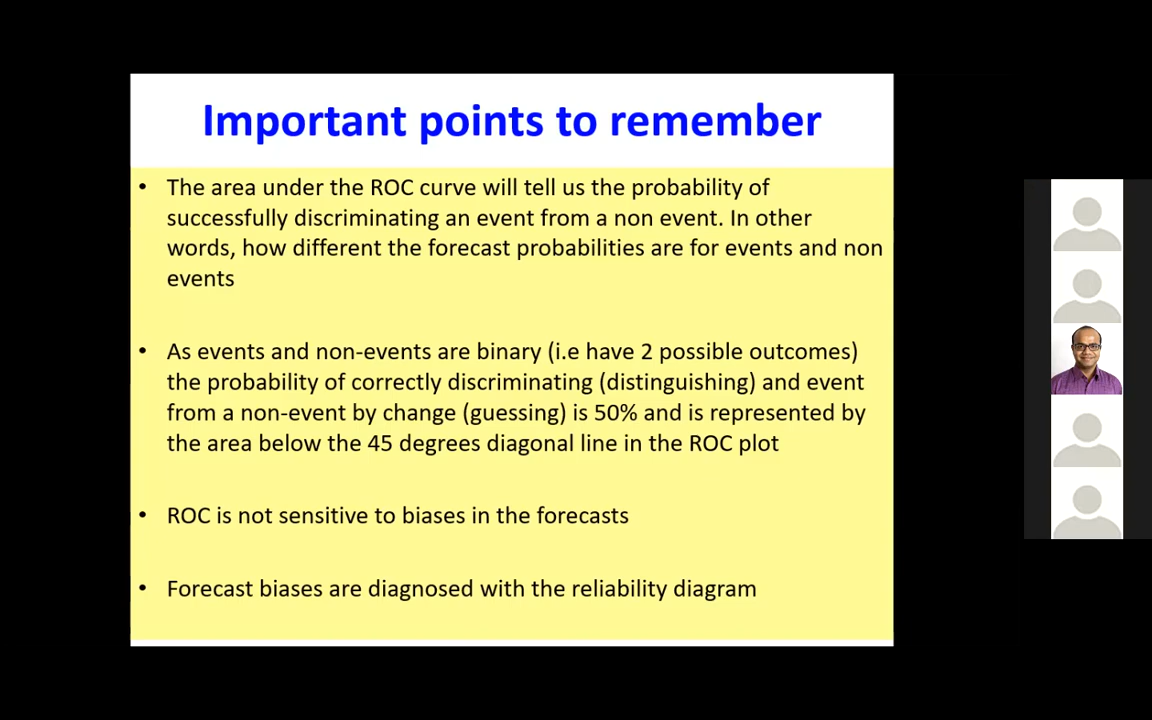 Important points to remember
• The area under the ROC curve will tell us the probability of
successfully discriminating an event from a non event. In other
words, how different the forecast probabilities are for events and non
events
• As events and non-events are binary (i.e have 2 possible outcomes)
the probability of correctly discriminating (distinguishing) and event
from a non-event by change (guessing) is 50% and is represented by
the area below the 45 degrees diagonal line in the ROC plot
• ROC is not sensitive to biases in the forecasts
• Forecast biases are diagnosed with the reliability diagram